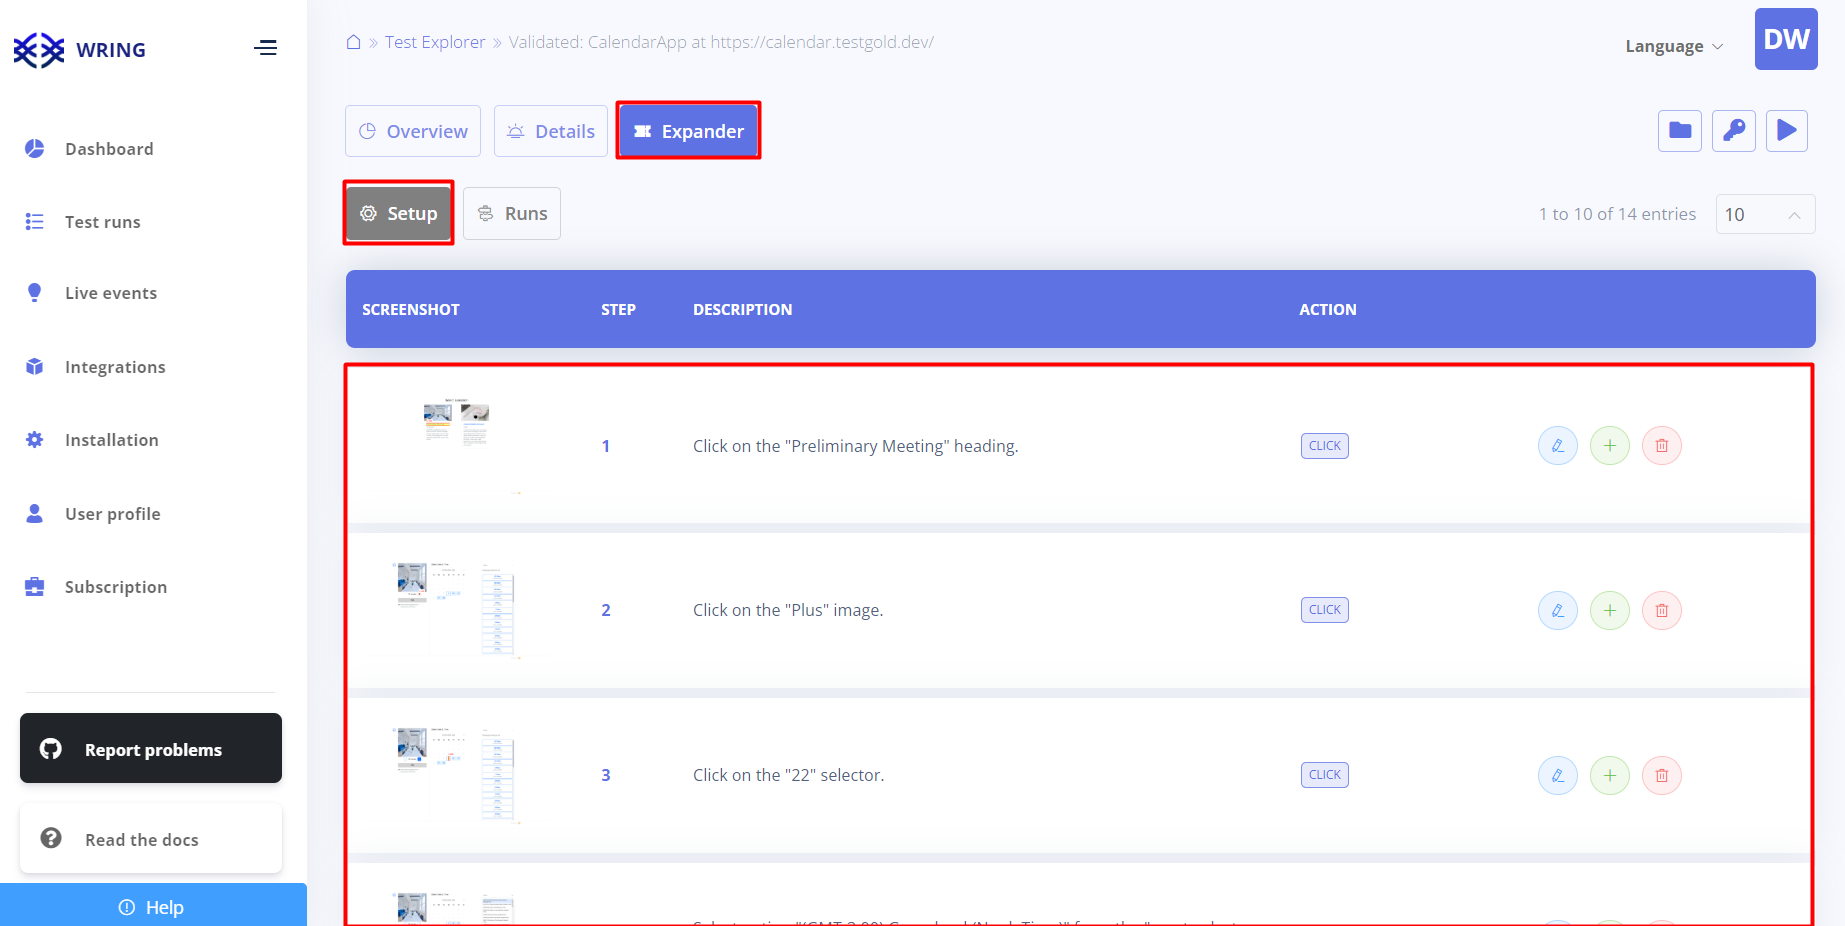 WRING
» Test Explorer » Validated: CalendarApp at https://calendar.testgold.dev/
Language
DW
Overview
Details
Expander
Dashboard
Setup
Runs
1 to 10 of 14 entries
10
Test runs
Live events
SCREENSHOT STEP DESCRIPTION ACTION
Integrations
Installation
1 Click on the "Preliminary Meeting" heading. CLICK
User profile
Subscription
2 Click on the "Plus" image. CLICK
Report problems
3 Click on the "22" selector. CLICK
Read the docs
Help